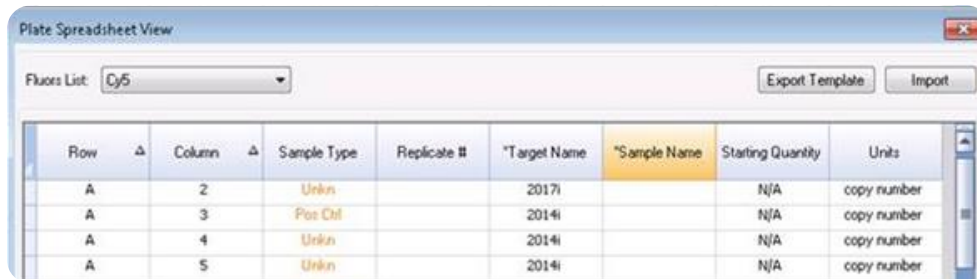 Plate Spreadsheet View
Fluors List: Cy5 Export Template Import
Row Column Sample Type Replicate # *Target Name *Sample Name Starting Quantity Units
A 2 Unkn 2017i N/A copy number
A 3 Pos Ctrl 2014i N/A copy number
A 4 Unkn 2014i N/A copy number
A 5 Unkn 2014i N/A copy number